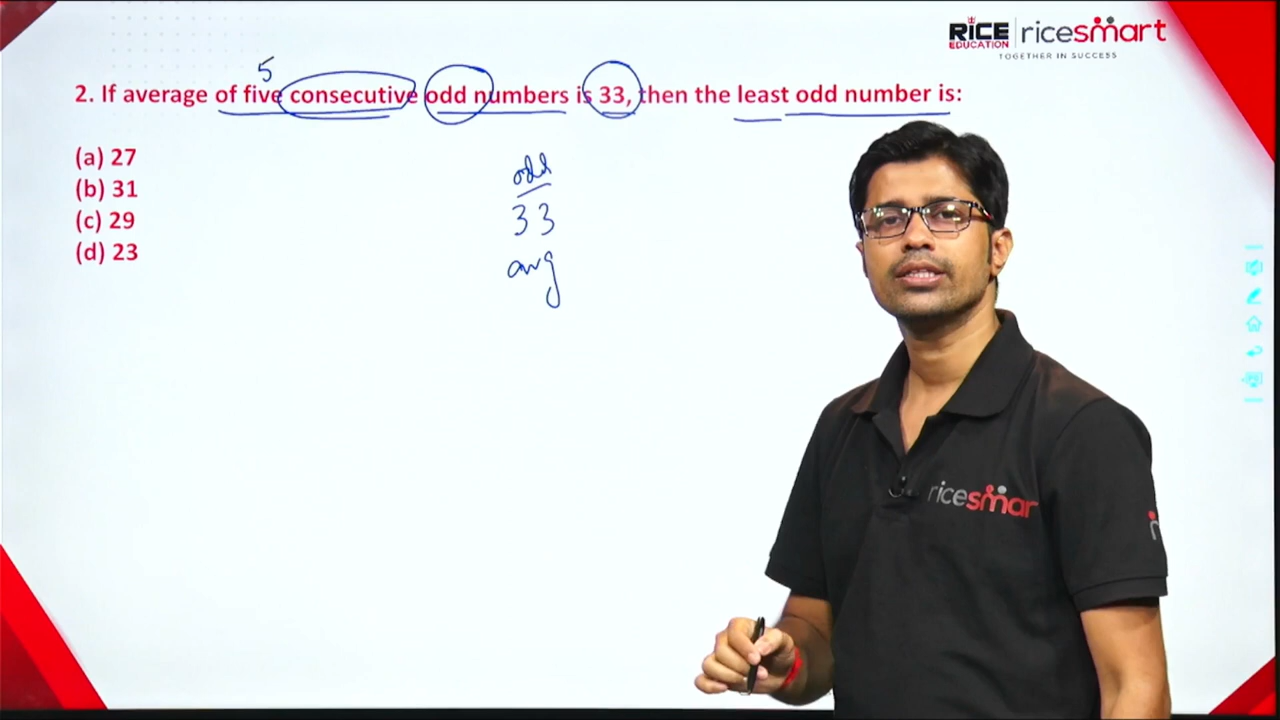 RICE EDUCATION ricesmart
TOGETHER IN SUCCESS
5
2. If average of five consecutive odd numbers is 33, then the least odd number is:
(a) 27
(b) 31
(c) 29
(d) 23
odd
33
avg
ricesmar